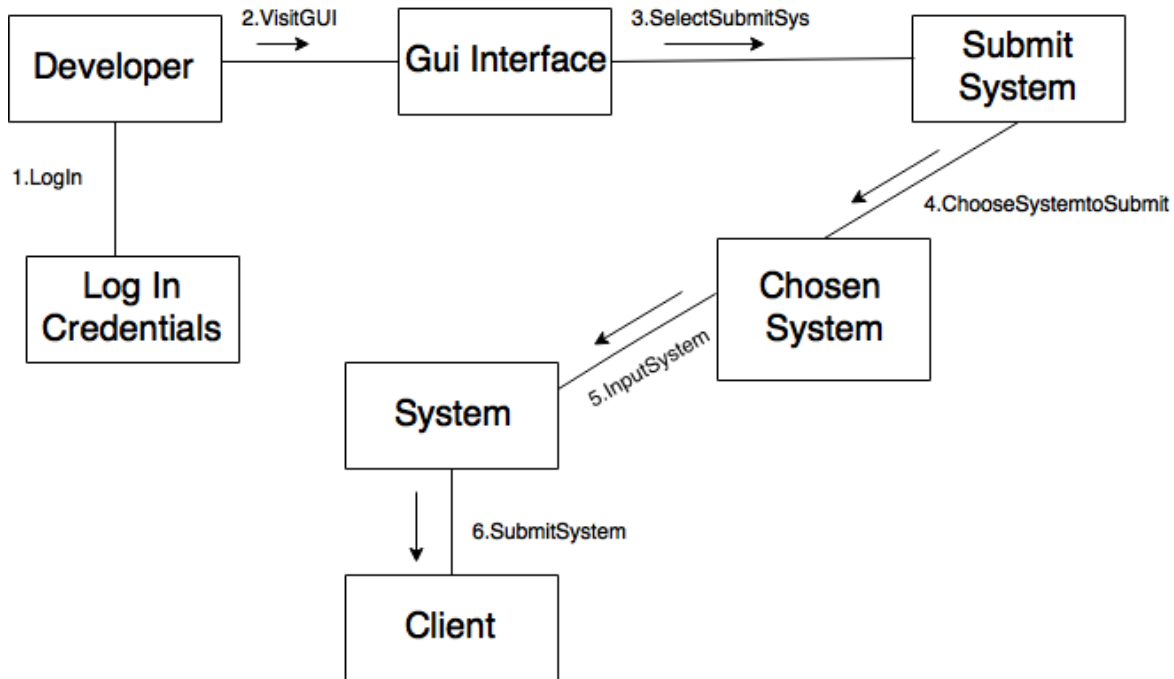 2.VisitGUI
3.SelectSubmitSys
Developer
Gui Interface
Submit
System
1.LogIn
4.ChooseSystemtoSubmit
Log In
Credentials
Chosen
System
5.InputSystem
System
6.SubmitSystem
Client